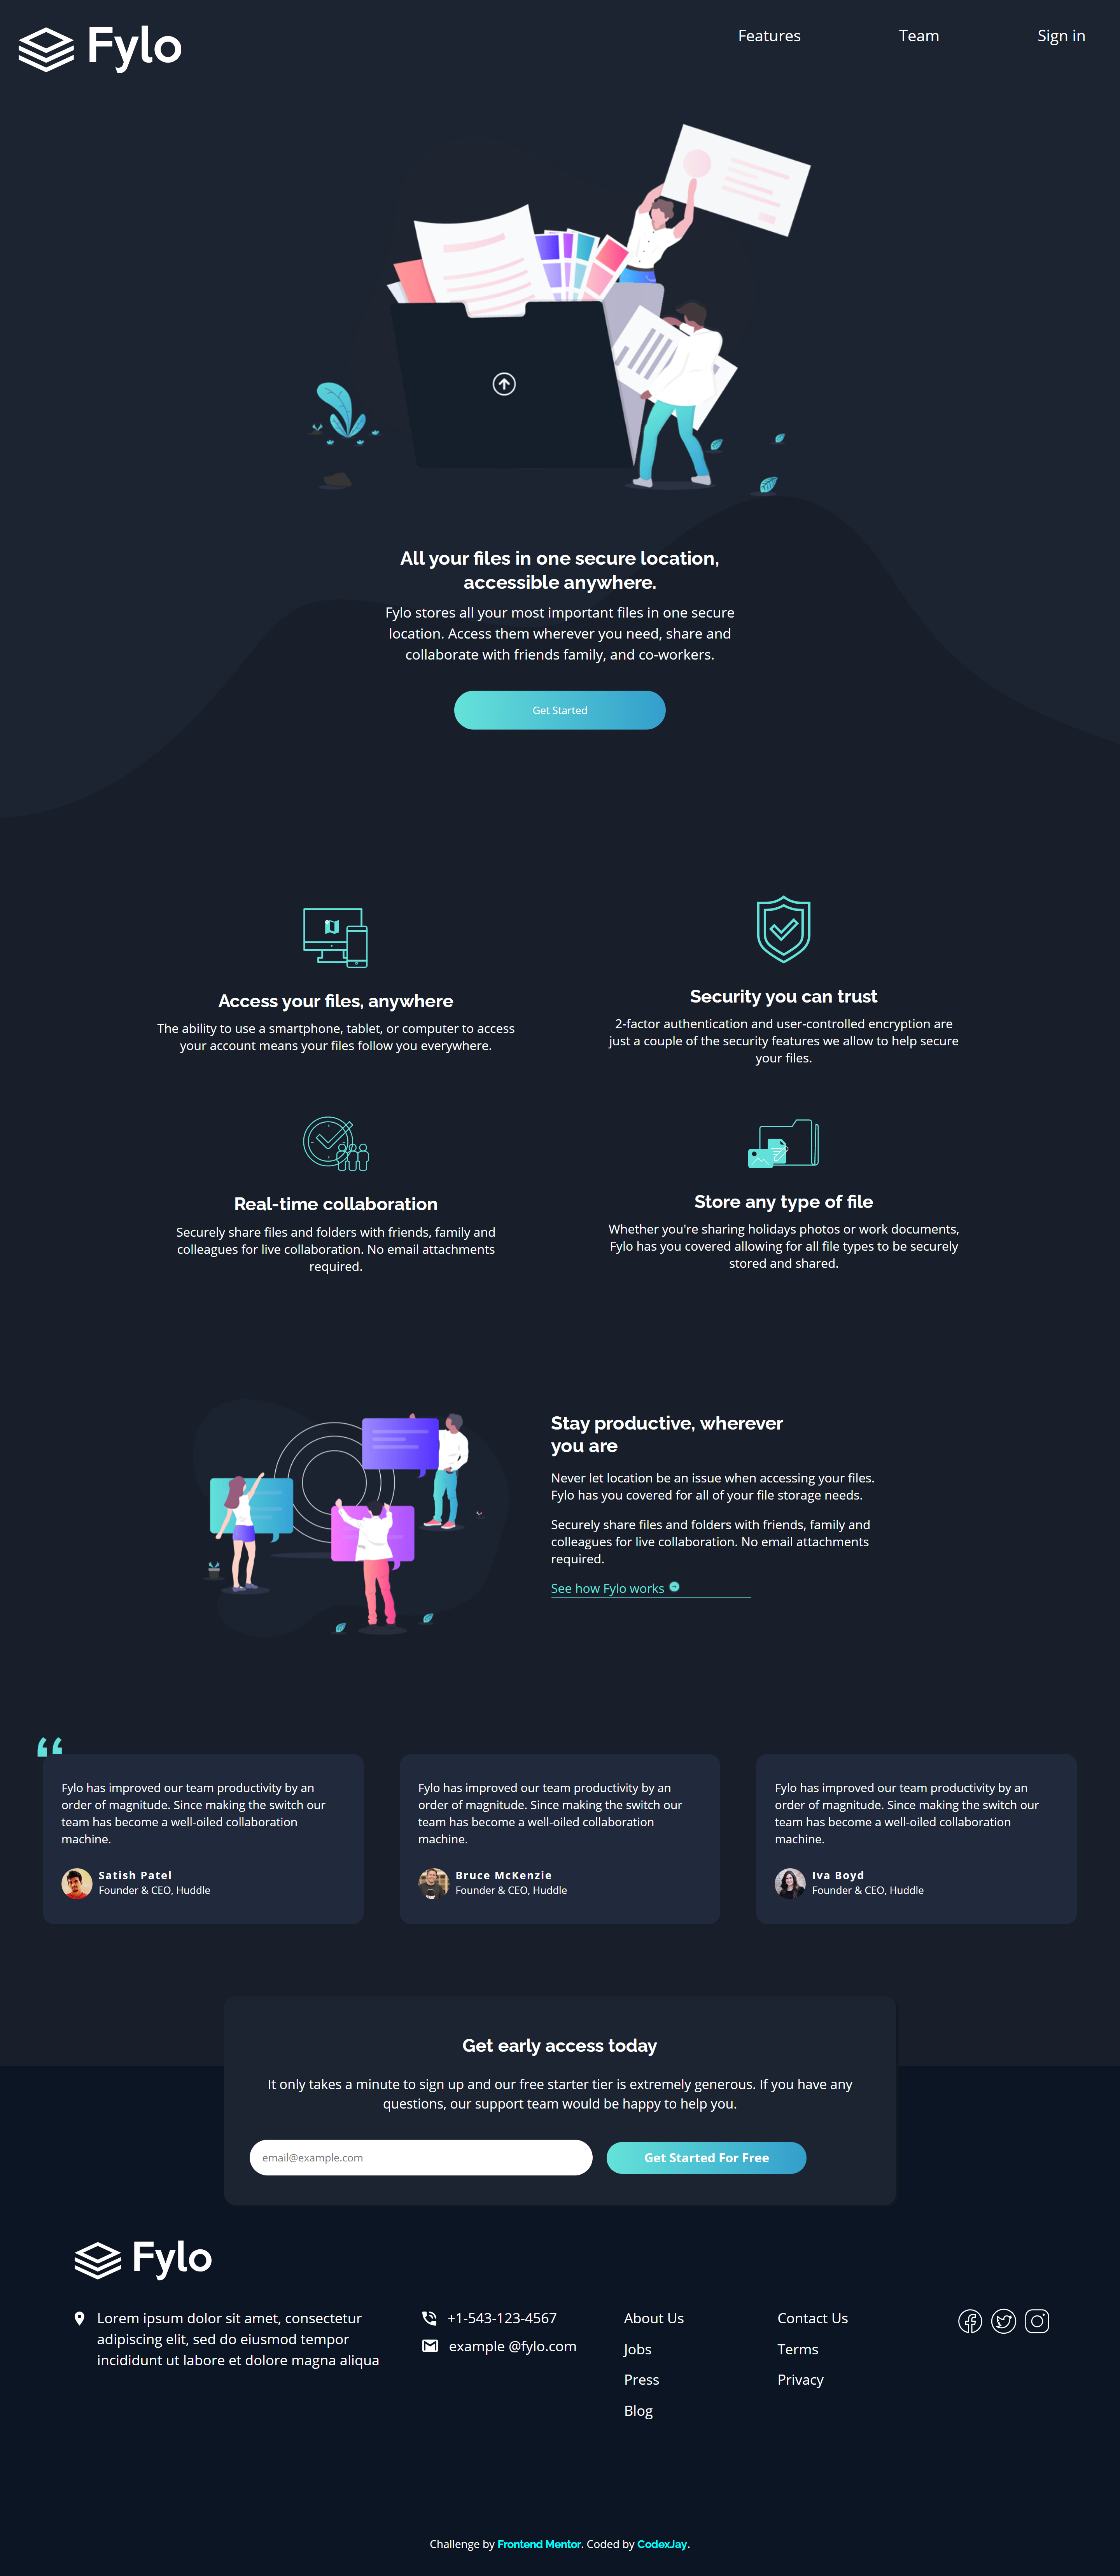 Fylo
Features
Team
Sign in
All your files in one secure location,
accessible anywhere.
Fylo stores all your most important files in one secure
location. Access them wherever you need, share and
collaborate with friends family, and co-workers.
Get Started
Access your files, anywhere
The ability to use a smartphone, tablet, or computer to access
your account means your files follow you everywhere.
Security you can trust
2-factor authentication and user-controlled encryption are
just a couple of the security features we allow to help secure
your files.
Real-time collaboration
Securely share files and folders with friends, family and
colleagues for live collaboration. No email attachments
required.
Store any type of file
Whether you're sharing holidays photos or work documents,
Fylo has you covered allowing for all file types to be securely
stored and shared.
Stay productive, wherever
you are
Never let location be an issue when accessing your files.
Fylo has you covered for all of your file storage needs.
Securely share files and folders with friends, family and
colleagues for live collaboration. No email attachments
required.
See how Fylo works
Fylo has improved our team productivity by an
order of magnitude. Since making the switch our
team has become a well-oiled collaboration
machine.
Satish Patel
Founder & CEO, Huddle
Fylo has improved our team productivity by an
order of magnitude. Since making the switch our
team has become a well-oiled collaboration
machine.
Bruce McKenzie
Founder & CEO, Huddle
Fylo has improved our team productivity by an
order of magnitude. Since making the switch our
team has become a well-oiled collaboration
machine.
Iva Boyd
Founder & CEO, Huddle
Get early access today
It only takes a minute to sign up and our free starter tier is extremely generous. If you have any
questions, our support team would be happy to help you.
email@example.com
Get Started For Free
Fylo
Lorem ipsum dolor sit amet, consectetur
adipiscing elit, sed do eiusmod tempor
incididunt ut labore et dolore magna aliqua
+1-543-123-4567
example @fylo.com
About Us
Jobs
Press
Blog
Contact Us
Terms
Privacy
Challenge by Frontend Mentor. Coded by CodexJay.